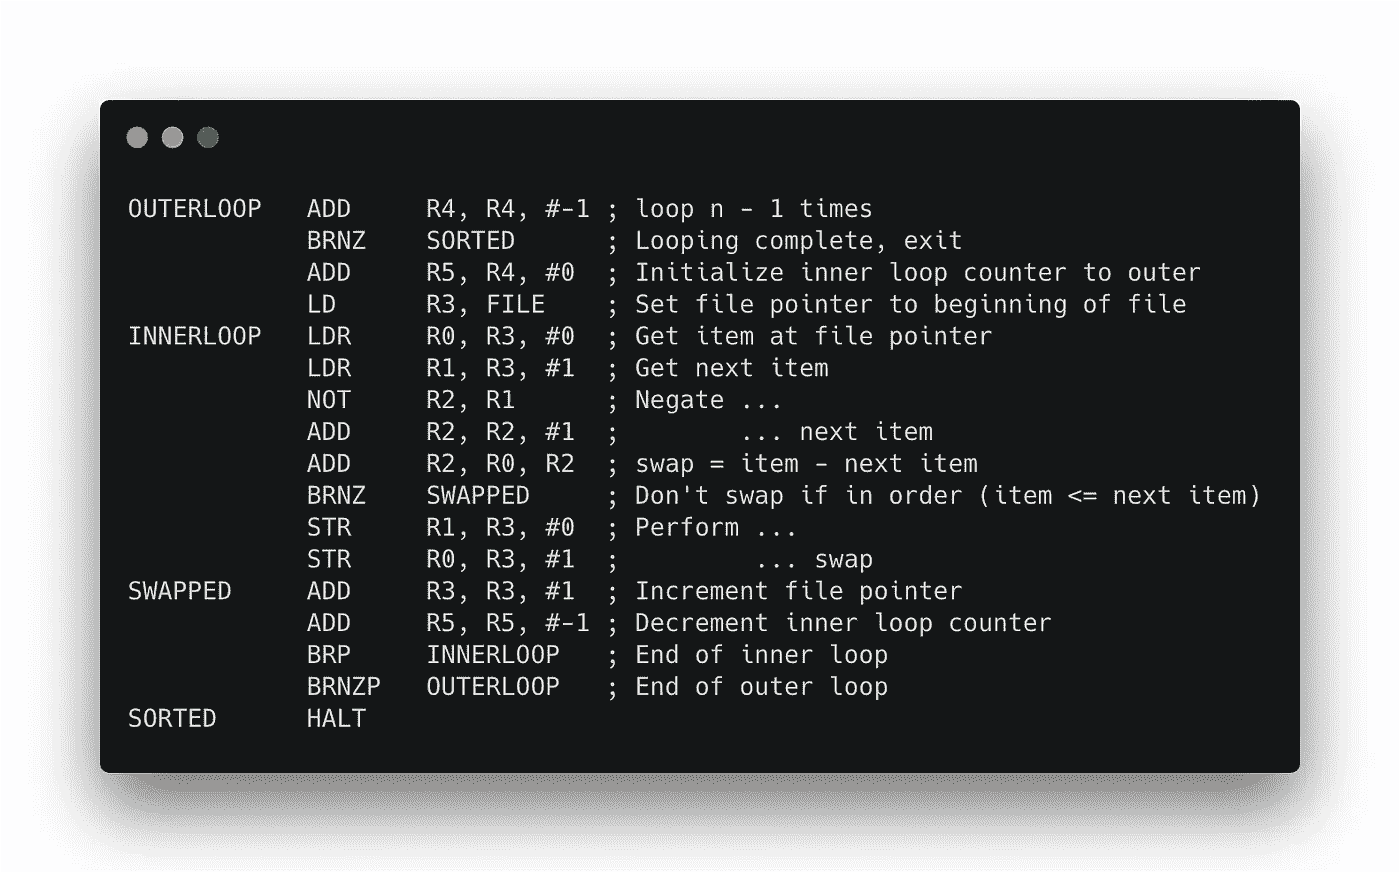 OUTERLOOP   ADD     R4, R4, #-1 ; loop n - 1 times
            BRNZ    SORTED      ; Looping complete, exit
            ADD     R5, R4, #0  ; Initialize inner loop counter to outer
            LD      R3, FILE    ; Set file pointer to beginning of file
INNERLOOP   LDR     R0, R3, #0  ; Get item at file pointer
            LDR     R1, R3, #1  ; Get next item
            NOT     R2, R1      ; Negate ...
            ADD     R2, R2, #1  ;        ... next item
            ADD     R2, R0, R2  ; swap = item - next item
            BRNZ    SWAPPED     ; Don't swap if in order (item <= next item)
            STR     R1, R3, #0  ; Perform ...
            STR     R0, R3, #1  ;         ... swap
SWAPPED     ADD     R3, R3, #1  ; Increment file pointer
            ADD     R5, R5, #-1 ; Decrement inner loop counter
            BRP     INNERLOOP   ; End of inner loop
            BRNZP   OUTERLOOP   ; End of outer loop
SORTED      HALT